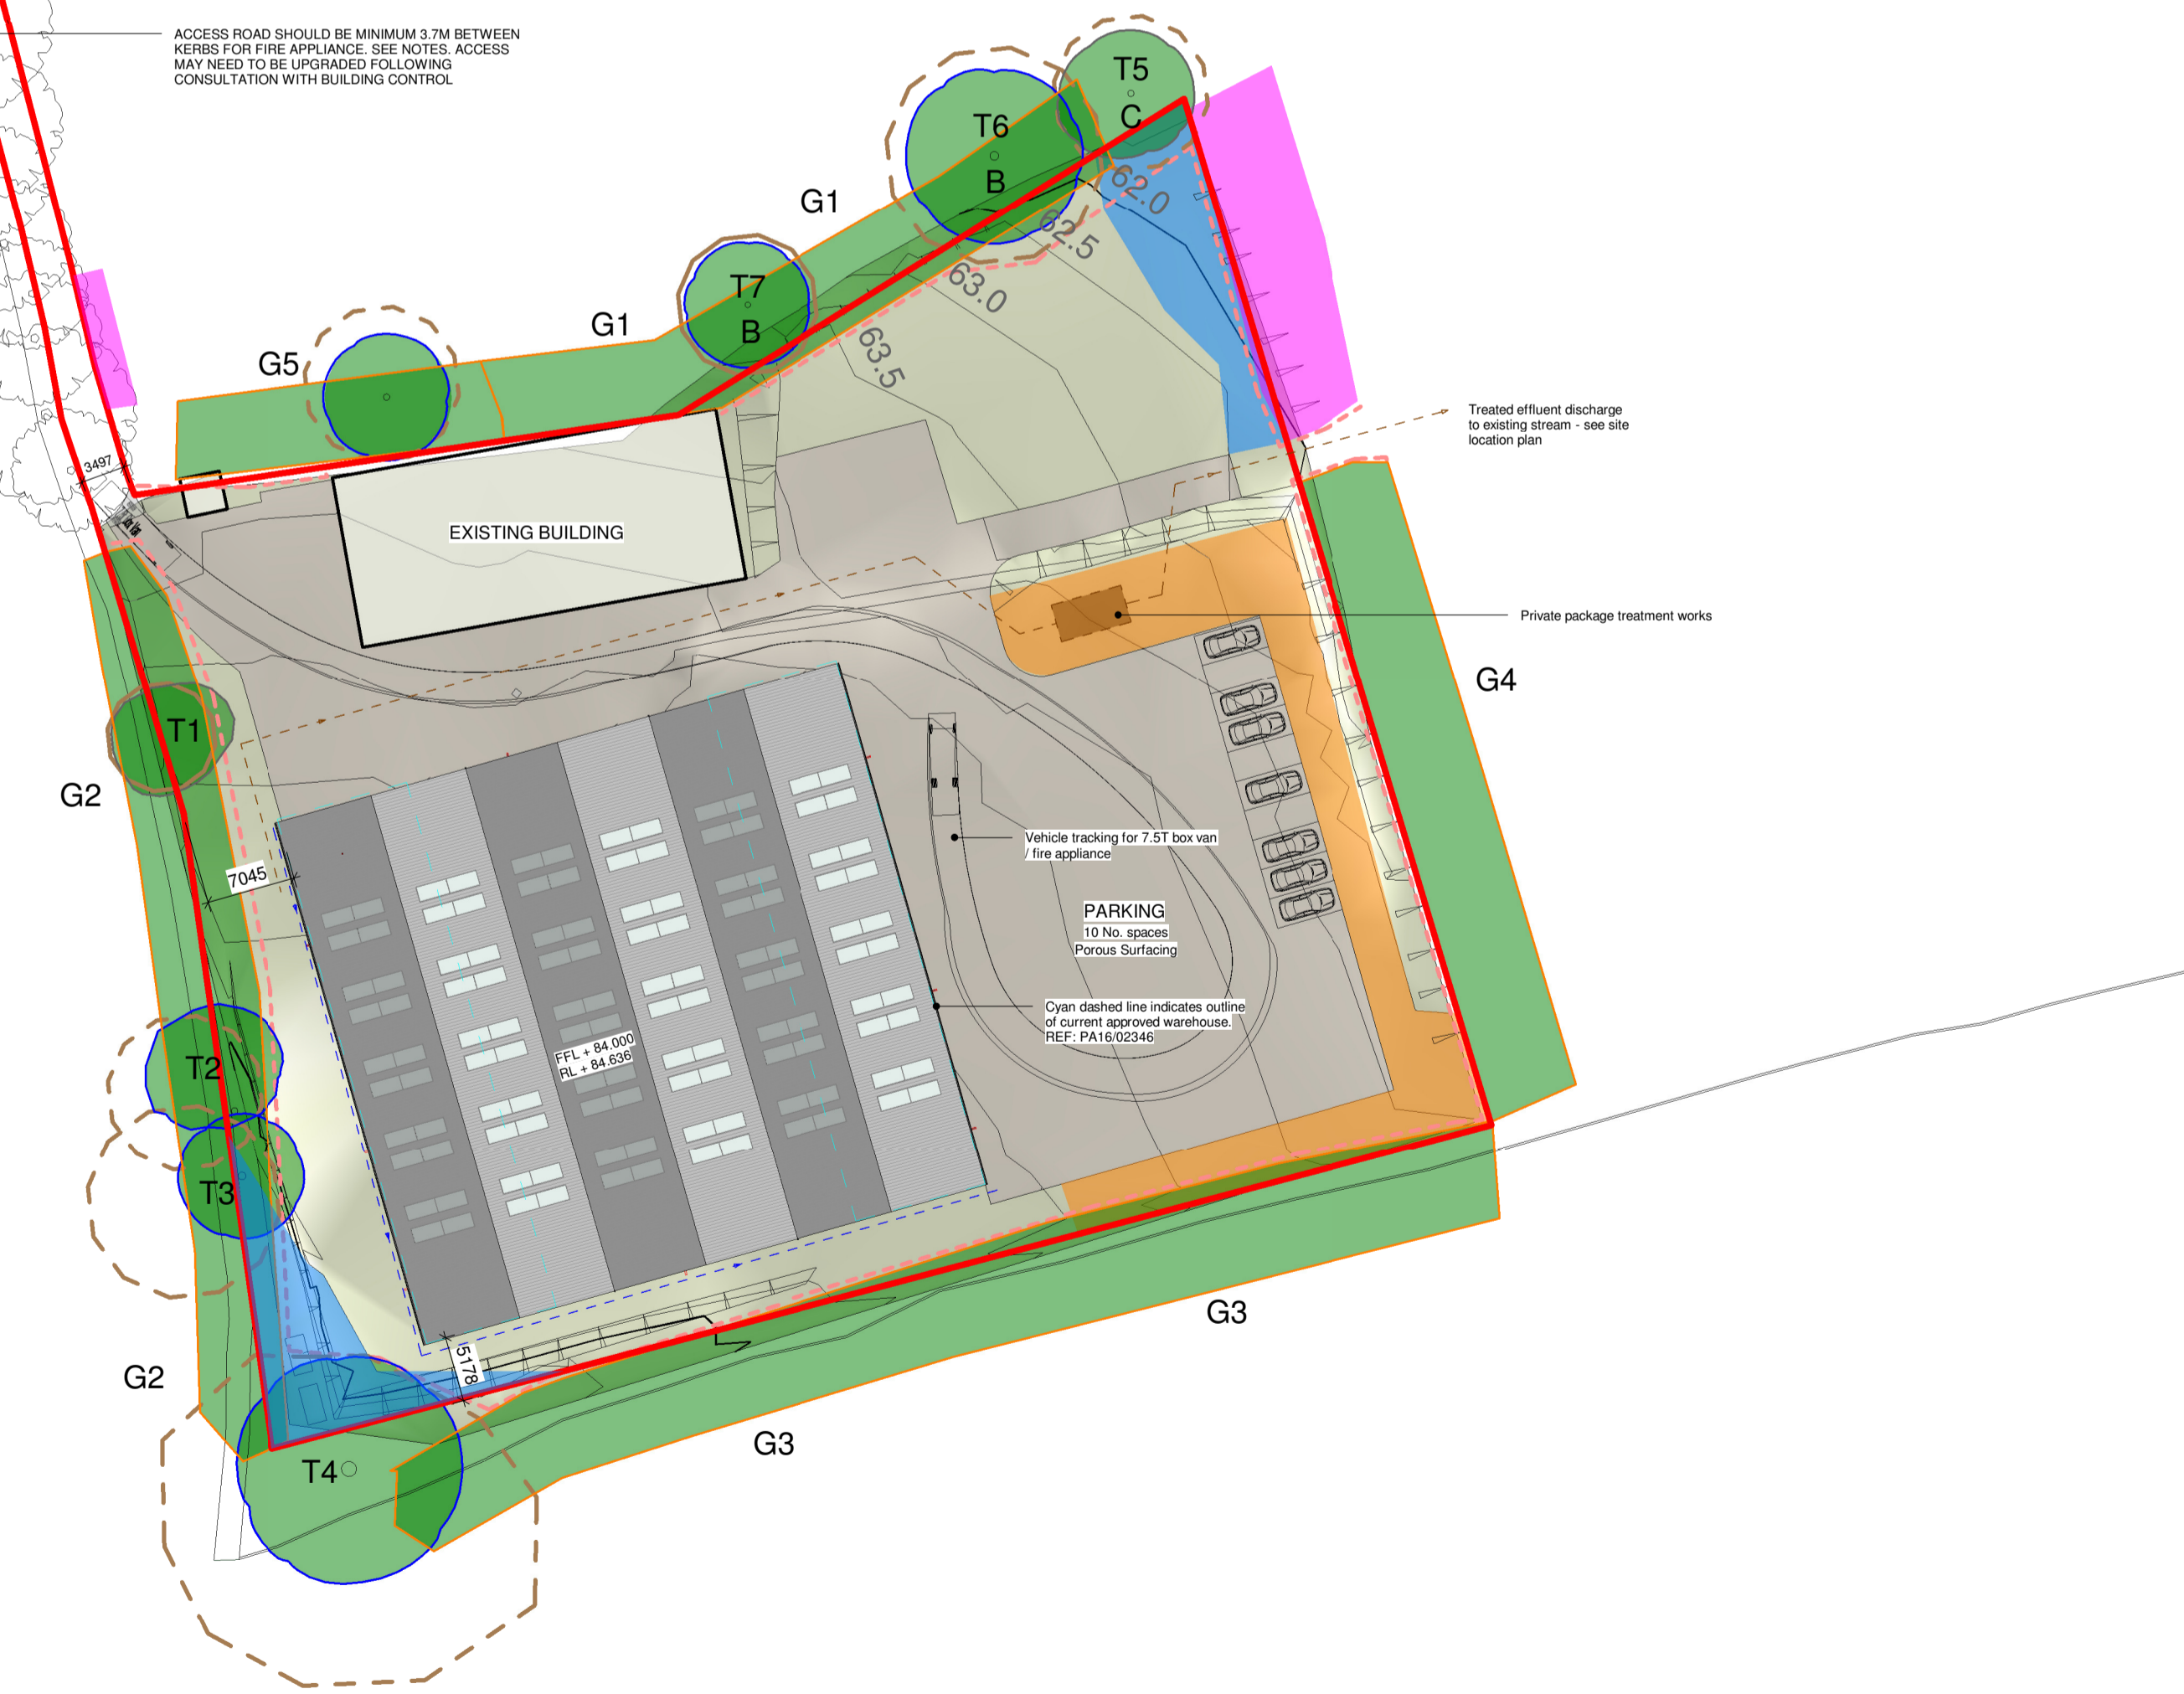 ACCESS ROAD SHOULD BE MINIMUM 3.7M BETWEEN
KERBS FOR FIRE APPLIANCE. SEE NOTES. ACCESS
MAY NEED TO BE UPGRADED FOLLOWING
CONSULTATION WITH BUILDING CONTROL
T5
C
T6
B
62.0
G1
62.5
63.0
T7
B
G1
63.5
G5
Treated effluent discharge
to existing stream - see site
location plan
3497
EXISTING BUILDING
Private package treatment works
G4
T1
G2
Vehicle tracking for 7.5T box van
/ fire appliance
7045
PARKING
10 No. spaces
Porous Surfacing
Cyan dashed line indicates outline
of current approved warehouse.
REF: PA16/02346
FFL + 84.000
RL + 84.636
T2
T3
G3
5178
G2
G3
T4